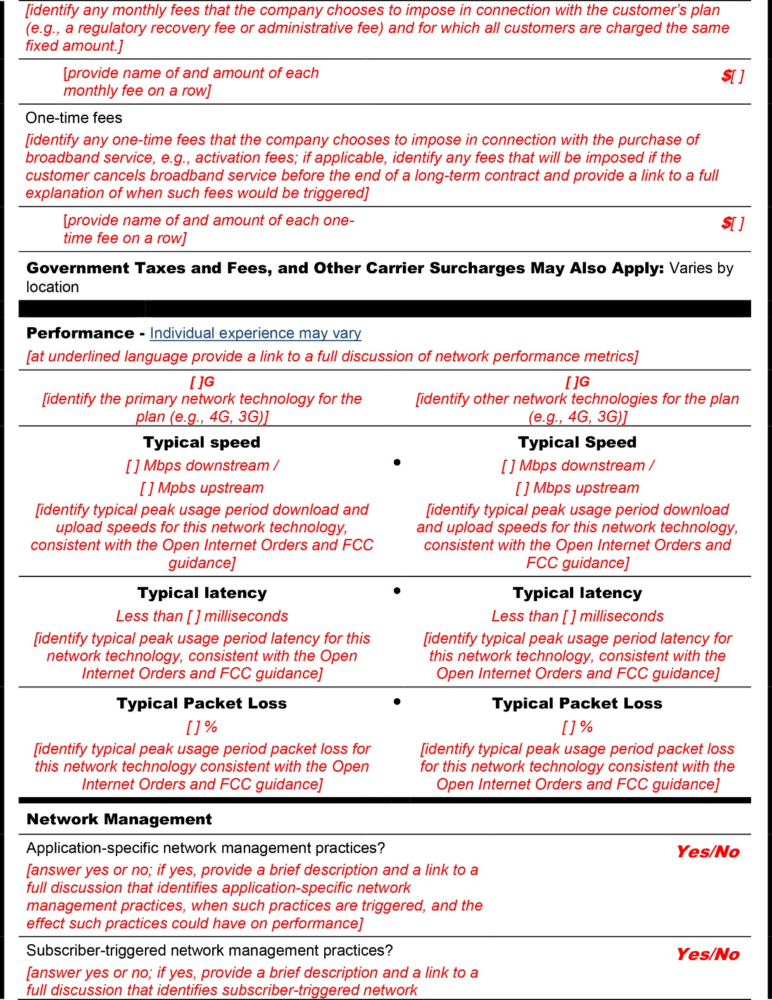 [identify any monthly fees that the company chooses to impose in connection with the customer's plan
(e.g., a regulatory recovery fee or administrative fee) and for which all customers are charged the same
fixed amount.]
[provide name of and amount of each
monthly fee on a row]
$[ ]
One-time fees
[identify any one-time fees that the company chooses to impose in connection with the purchase of
broadband service, e.g., activation fees; if applicable, identify any fees that will be imposed if the
customer cancels broadband service before the end of a long-term contract and provide a link to a full
explanation of when such fees would be triggered]
[provide name of and amount of each one-
time fee on a row]
$[ ]
Government Taxes and Fees, and Other Carrier Surcharges May Also Apply: Varies by
location
Performance - Individual experience may vary
[at underlined language provide a link to a full discussion of network performance metrics]
[ ]G
[identify the primary network technology for the
plan (e.g., 4G, 3G)]
[ ]G
[identify other network technologies for the plan
(e.g., 4G, 3G)]
Typical speed
[ ] Mbps downstream /
[ ] Mpbs upstream
[identify typical peak usage period download and
upload speeds for this network technology,
consistent with the Open Internet Orders and FCC
guidance]
• Typical Speed
[ ] Mbps downstream /
[ ] Mbps upstream
[identify typical peak usage period download
and upload speeds for this network technology,
consistent with the Open Internet Orders and
FCC guidance]
Typical latency
Less than [ ] milliseconds
[identify typical peak usage period latency for this
network technology, consistent with the Open
Internet Orders and FCC guidance]
• Typical latency
Less than [ ] milliseconds
[identify typical peak usage period latency for
this network technology, consistent with the
Open Internet Orders and FCC guidance]
Typical Packet Loss
[ ] %
[identify typical peak usage period packet loss for
this network technology consistent with the Open
Internet Orders and FCC guidance]
• Typical Packet Loss
[ ] %
[identify typical peak usage period packet loss
for this network technology consistent with the
Open Internet Orders and FCC guidance]
Network Management
Application-specific network management practices?
Yes/No
[answer yes or no; if yes, provide a brief description and a link to a
full discussion that identifies application-specific network
management practices, when such practices are triggered, and the
effect such practices could have on performance]
Subscriber-triggered network management practices?
Yes/No
[answer yes or no; if yes, provide a brief description and a link to a
full discussion that identifies subscriber-triggered network